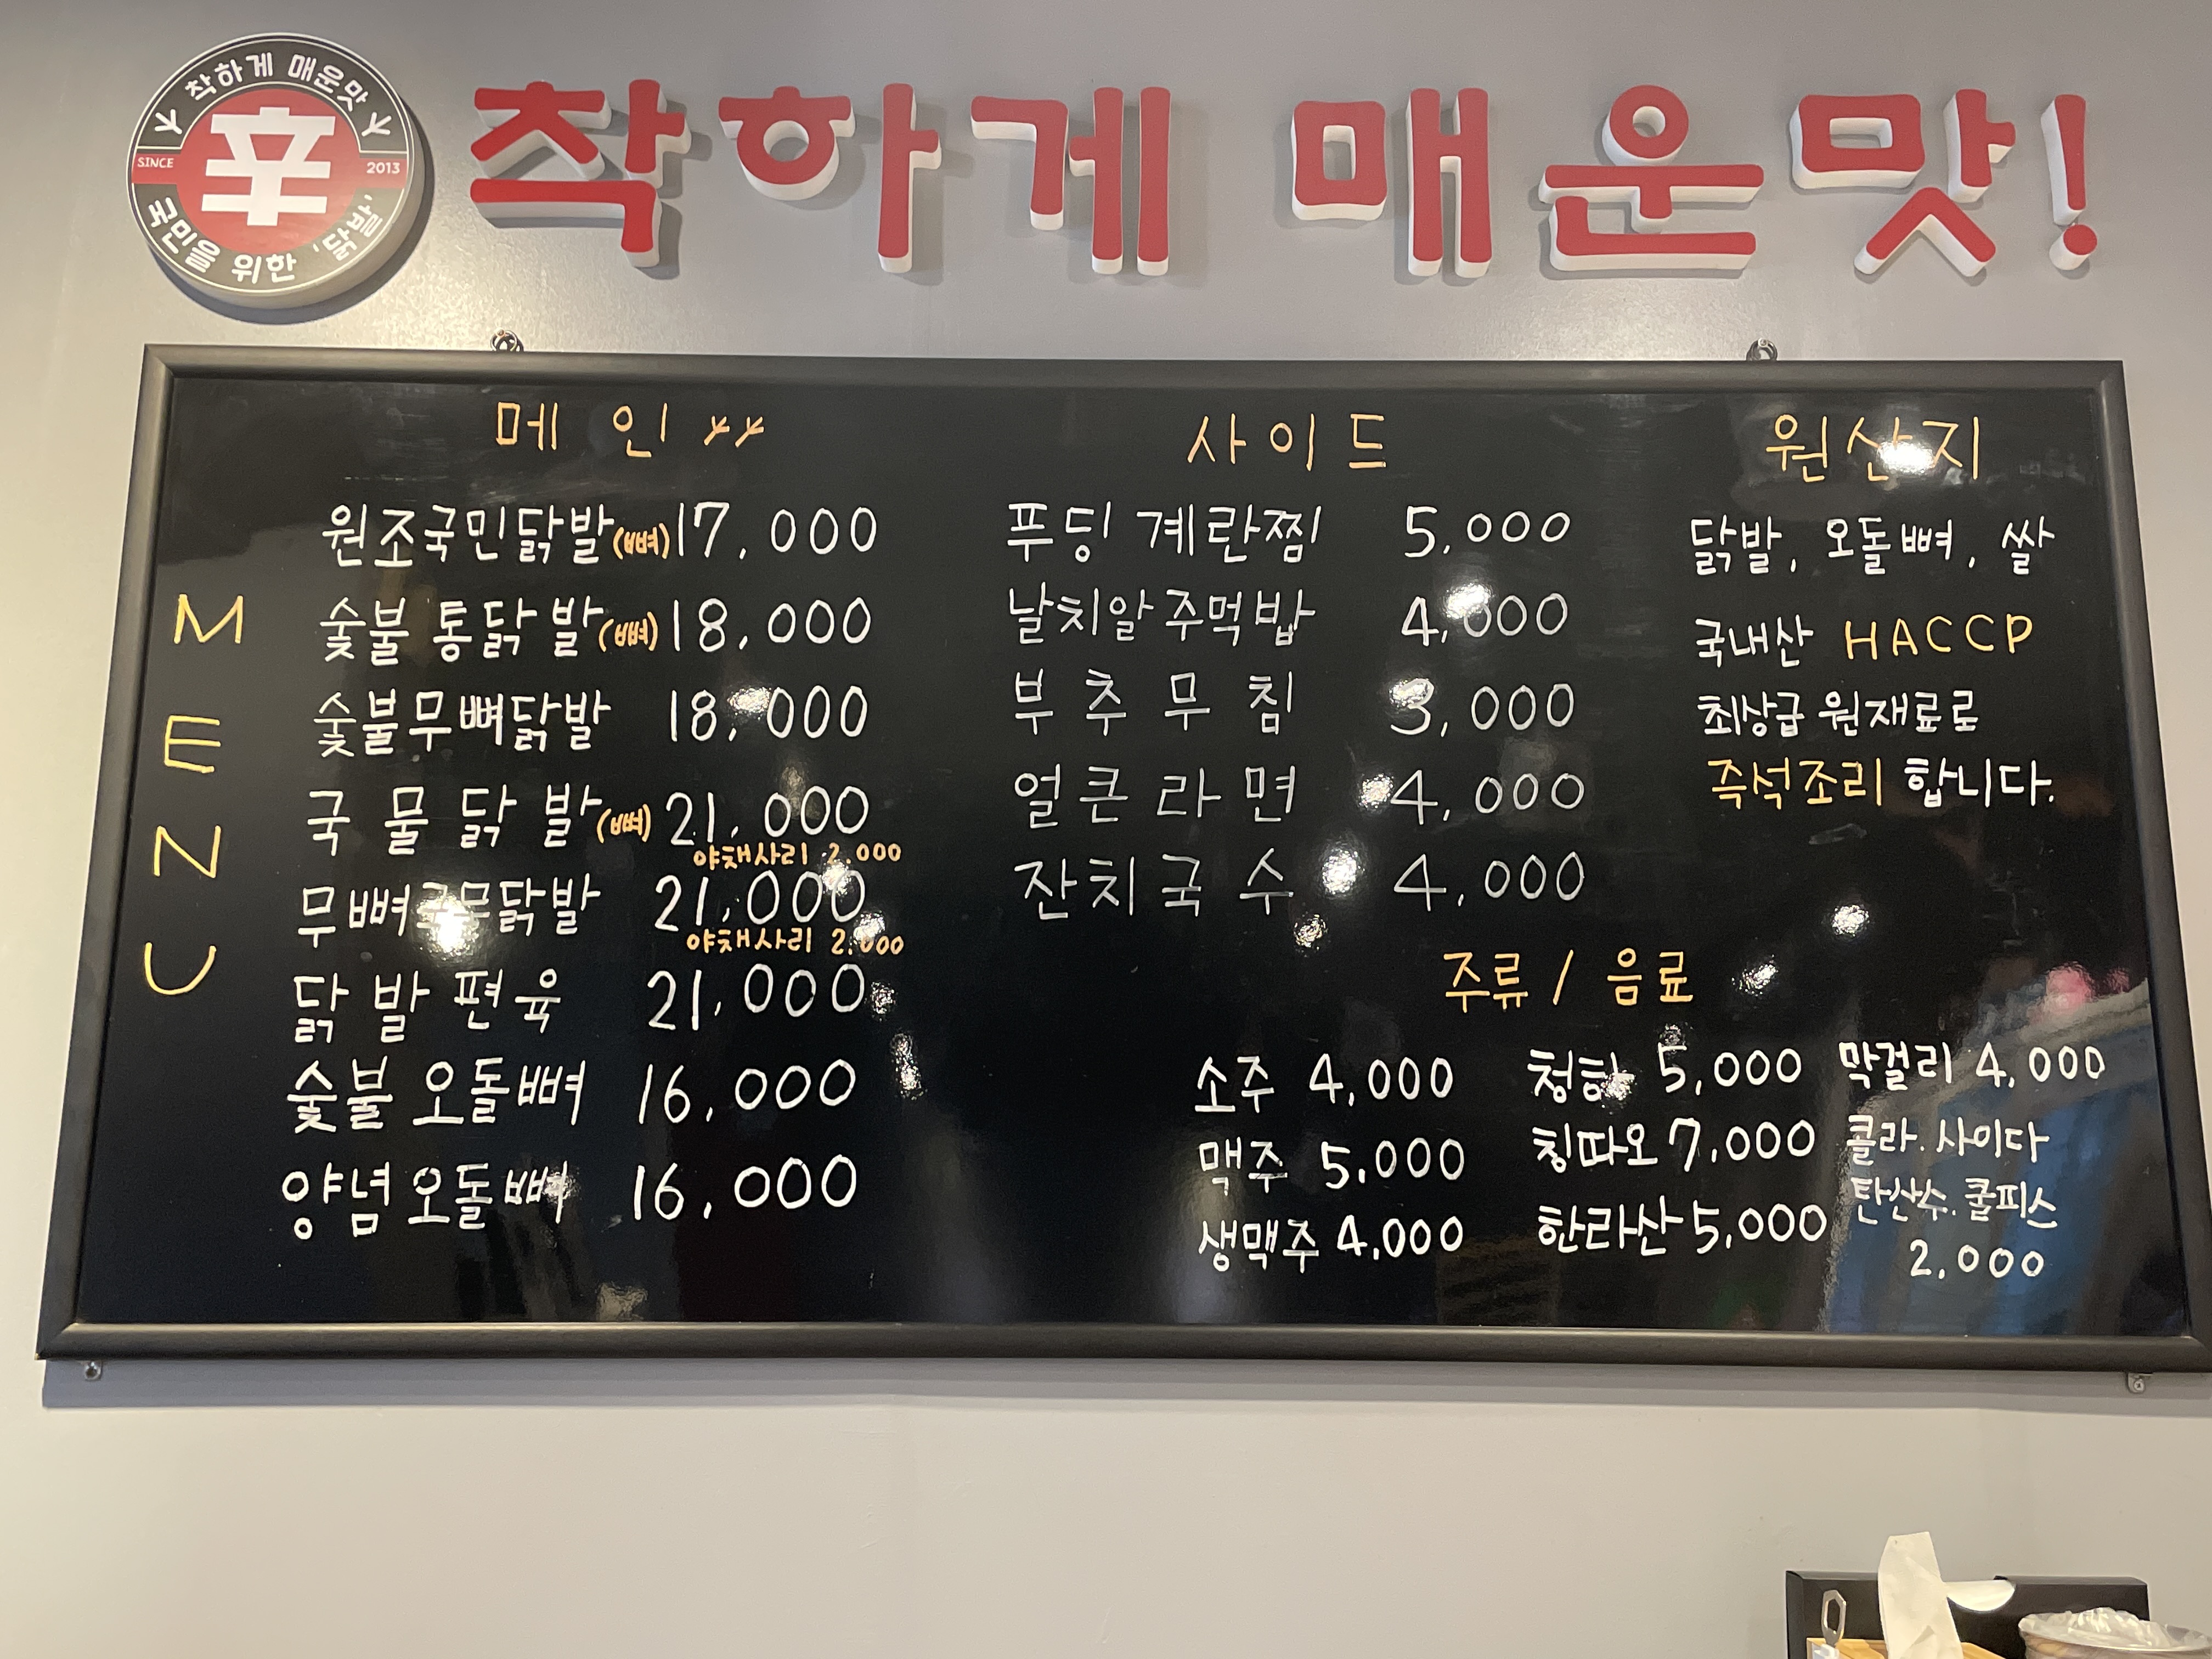 착하게 매운맛
辛
SINCE 2013
국민을 위한 '닭발'
착하게 매운맛!
MENU
메인
원조국민닭발(뼈) 17,000
숯불 통닭발(뼈) 18,000
숯불무뼈닭발 18,000
국물닭발(뼈) 21,000
야채사리 2,000
무뼈국물닭발 21,000
야채사리 2,000
닭발편육 21,000
숯불 오돌뼈 16,000
양념오돌뼈 16,000
사이드
푸딩 계란찜 5,000
날치알주먹밥 4,000
부추무침 3,000
얼큰라면 4,000
잔치국수 4,000
원산지
닭발, 오돌뼈, 쌀
국내산 HACCP
최상급 원재료로
즉석조리 합니다.
주류 / 음료
소주 4,000
맥주 5,000
생맥주 4,000
청하 5,000
칭따오 7,000
한라산 5,000
막걸리 4,000
콜라.사이다
탄산수.쿨피스
2,000